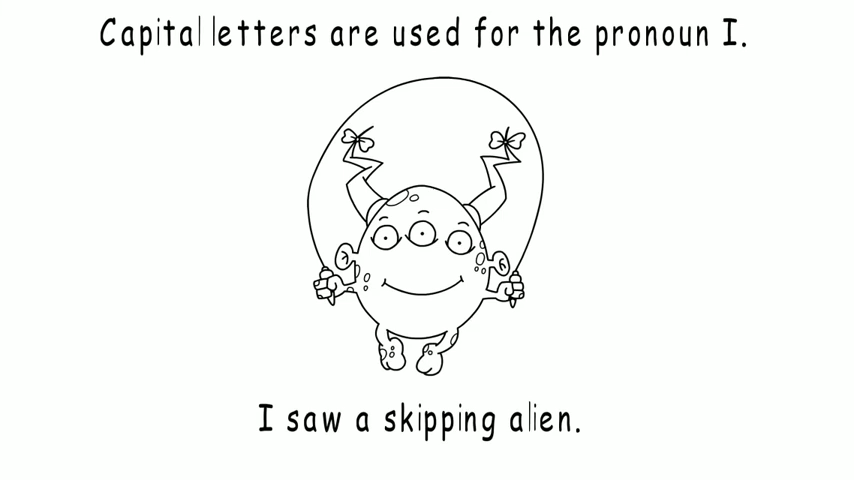 Capital letters are used for the pronoun I.
I saw a skipping alien.